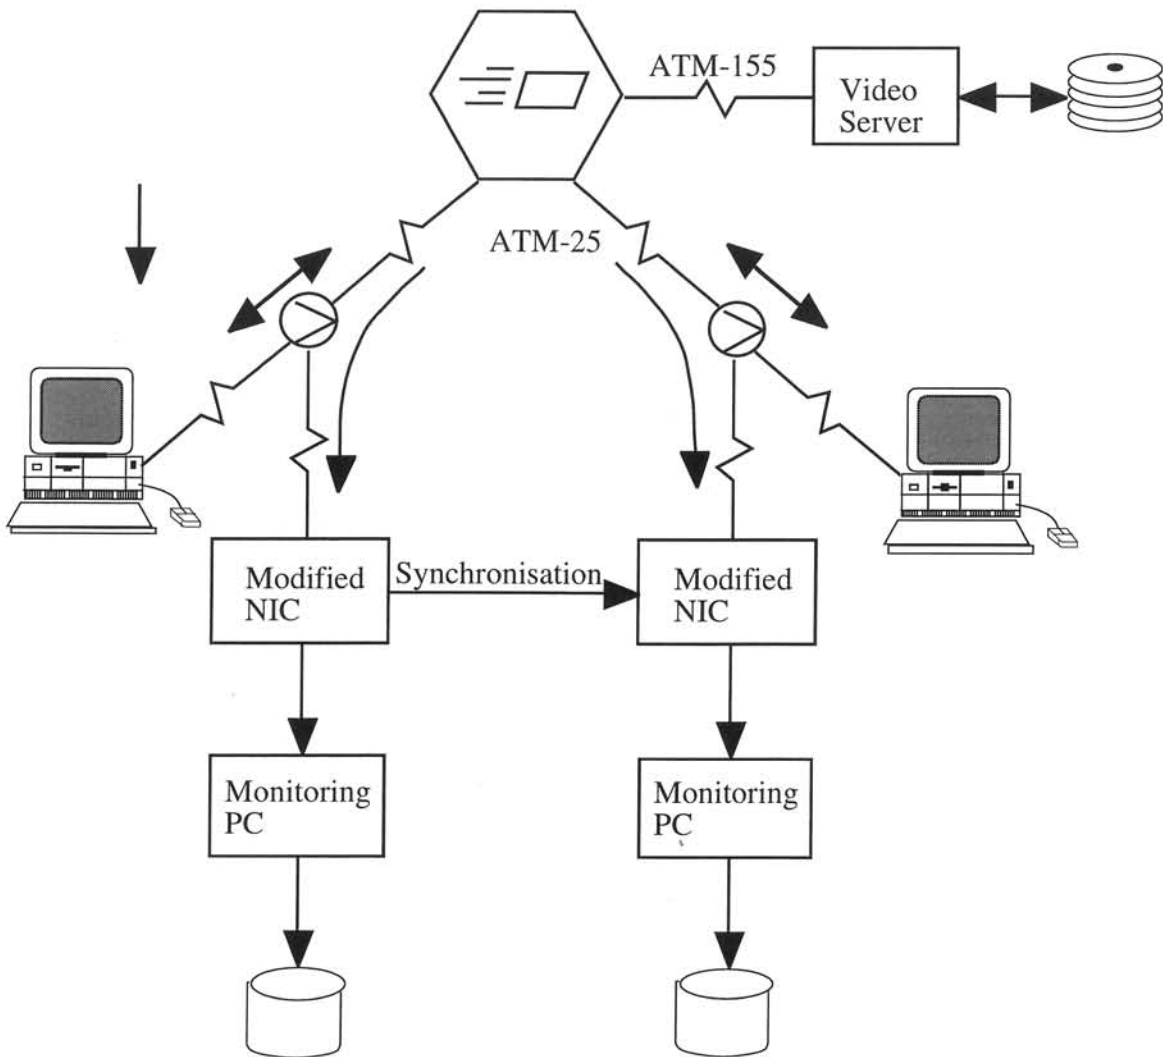 ATM-155
Video
Server
ATM-25
Modified
NIC
Synchronisation
Modified
NIC
Monitoring
PC
Monitoring
PC